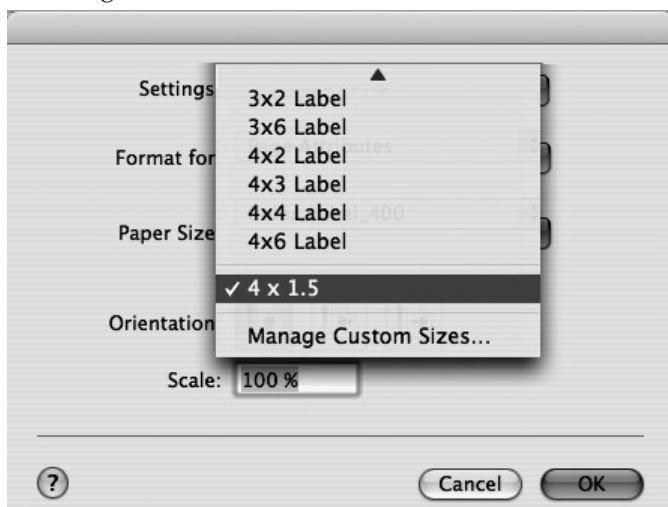 Settings
3x2 Label
3x6 Label
Format for
4x2 Label
4x3 Label
4x4 Label
Paper Size
4x6 Label
✓ 4 x 1.5
Orientation
Manage Custom Sizes...
Scale: 100 %
? Cancel OK